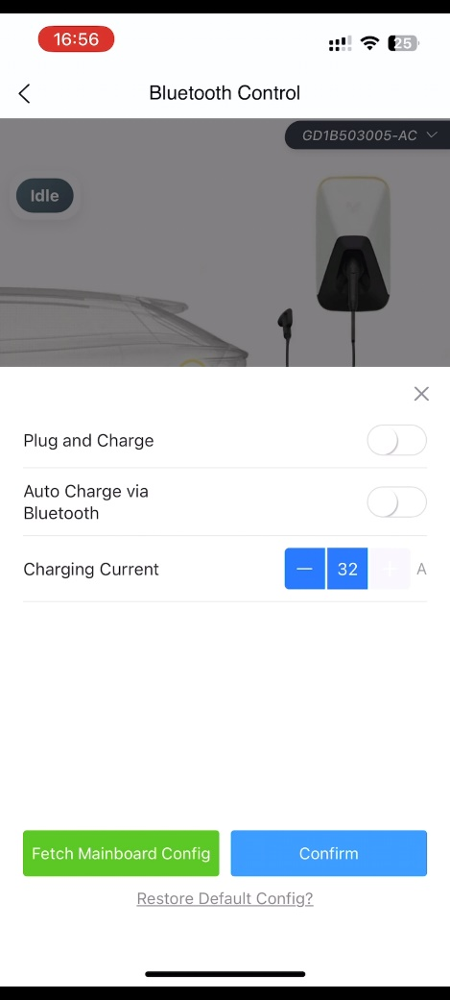 16:56
25
Bluetooth Control
GD1B503005-AC
Idle
Plug and Charge
Auto Charge via
Bluetooth
Charging Current
— 32 + A
Fetch Mainboard Config
Confirm
Restore Default Config?